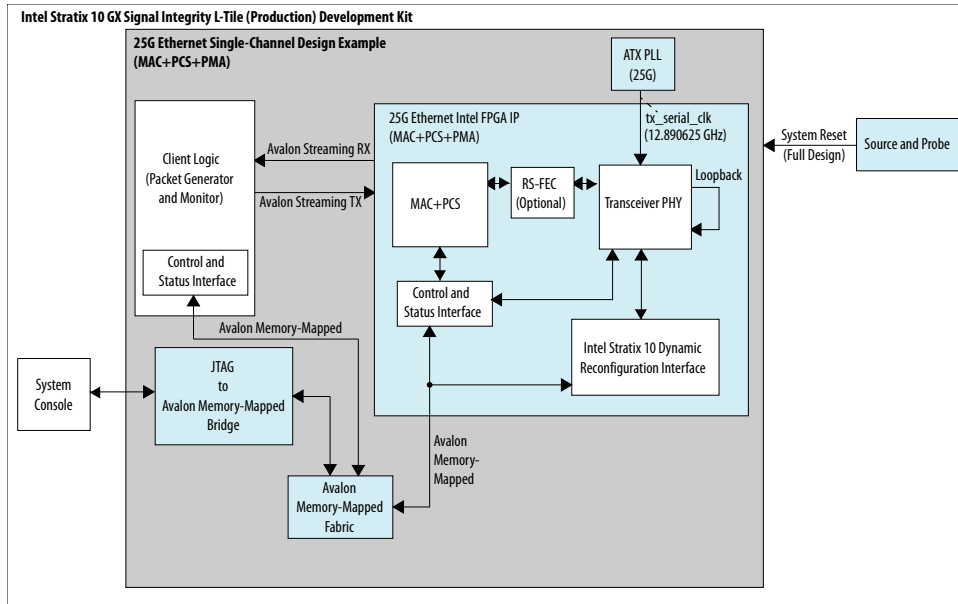 Intel Stratix 10 GX Signal Integrity L-Tile (Production) Development Kit
25G Ethernet Single-Channel Design Example
(MAC+PCS+PMA)
ATX PLL
(25G)
25G Ethernet Intel FPGA IP
(MAC+PCS+PMA)
tx_serial_clk
(12.890625 GHz)
System Reset
(Full Design)
Source and Probe
Client Logic
(Packet Generator
and Monitor)
Avalon Streaming RX
Avalon Streaming TX
MAC+PCS
RS-FEC
(Optional)
Transceiver PHY
Loopback
Control and
Status Interface
Control and
Status Interface
Avalon Memory-Mapped
Intel Stratix 10 Dynamic
Reconfiguration Interface
System
Console
JTAG
to
Avalon Memory-Mapped
Bridge
Avalon
Memory-
Mapped
Avalon
Memory-Mapped
Fabric